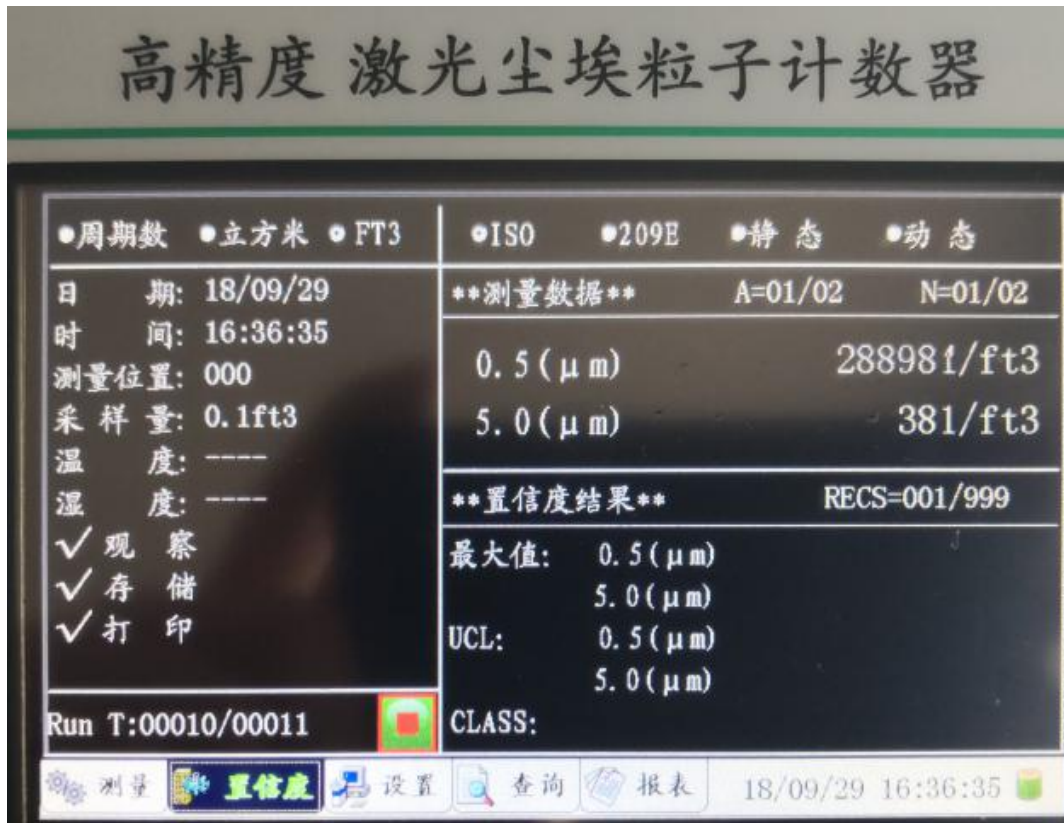 高精度 激光尘埃粒子计数器
●周期数 ●立方米 ●FT3
●ISO ●209E ●静 态 ●动 态
日 期: 18/09/29
时 间: 16:36:35
测量位置: 000
采 样 量: 0.1ft3
温 度: ----
湿 度: ----
√ 观 察
√ 存 储
√ 打 印
Run T:00010/00011
**测量数据** A=01/02 N=01/02
0.5(μm) /ft3
5.0(μm) 381/ft3
**置信度结果** RECS=001/999
最大值: 0.5(μm)
5.0(μm)
UCL: 0.5(μm)
5.0(μm)
CLASS:
测量 置信度 设置 查询 报表 18/09/29 16:36:35